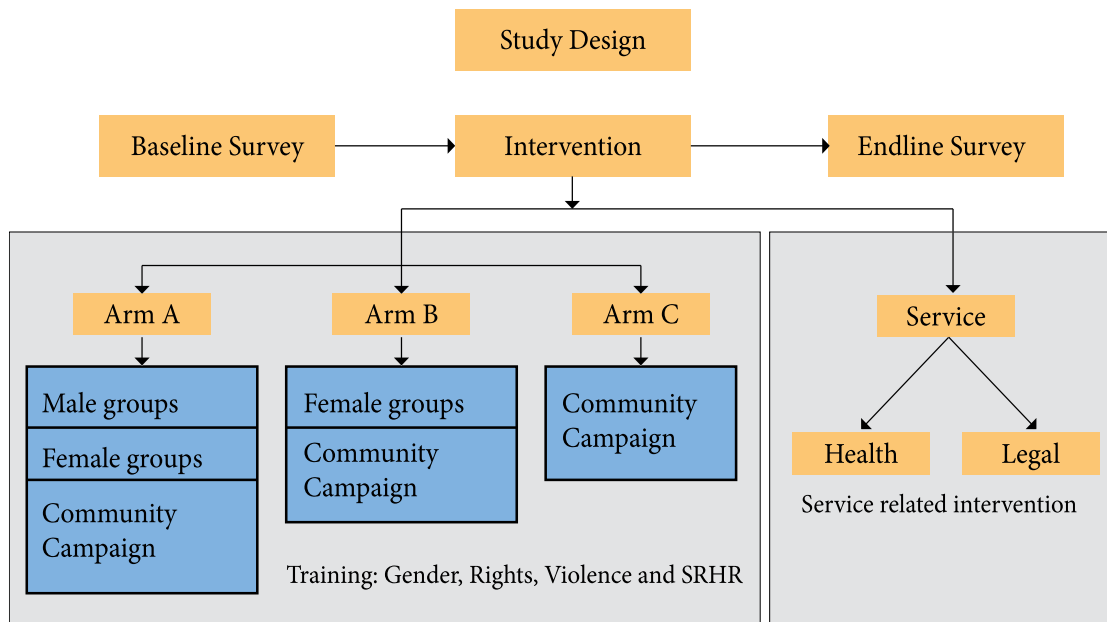 Study Design
Baseline Survey
Intervention
Endline Survey
Arm A
Arm B
Arm C
Service
Male groups
Female groups
Community
Campaign
Female groups
Community
Campaign
Community
Campaign
Health
Legal
Service related intervention
Training: Gender, Rights, Violence and SRHR